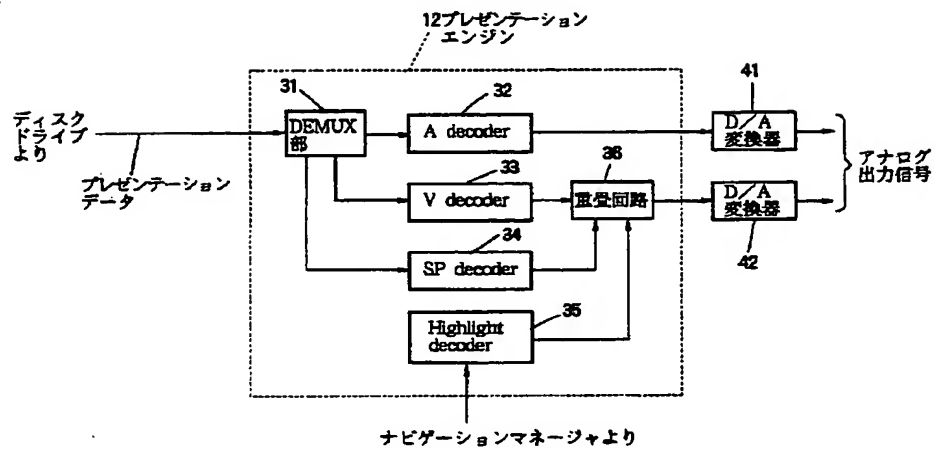 12プレゼンテーション
エンジン
ディスク
ドライブ
より
プレゼンテーション
データ
31
DEMUX
部
32
A decoder
33
V decoder
34
SP decoder
35
Highlight
decoder
36
重畳回路
41
D/A
変換器
D/A
変換器
42
アナログ
出力信号
ナビゲーションマネージャより